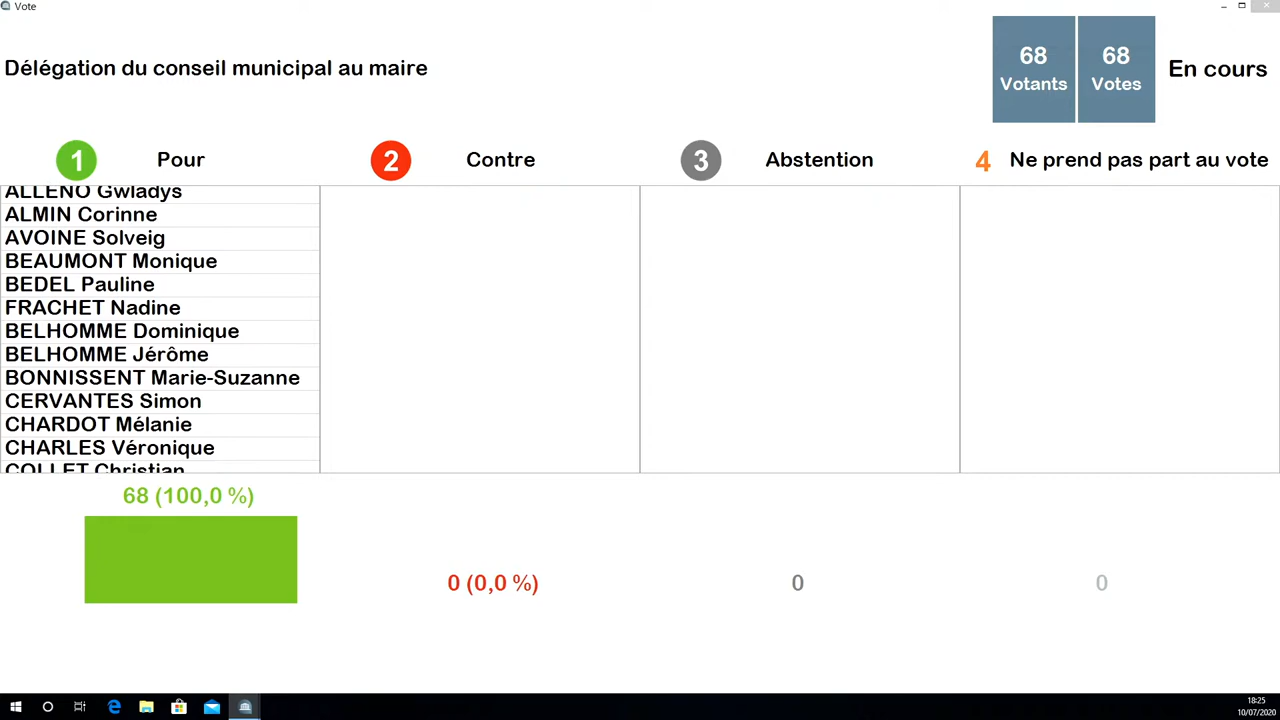 Vote
Délégation du conseil municipal au maire
68 Votants
68 Votes
En cours
1 Pour
2 Contre
3 Abstention
4 Ne prend pas part au vote
ALLENO Gwladys
ALMIN Corinne
AVOINE Solveig
BEAUMONT Monique
BEDEL Pauline
FRACHET Nadine
BELHOMME Dominique
BELHOMME Jérôme
BONNISSENT Marie-Suzanne
CERVANTES Simon
CHARDOT Mélanie
CHARLES Véronique
COLLET Christian
68 (100,0 %)
0 (0,0 %)
0
0
18:25
10/07/2020